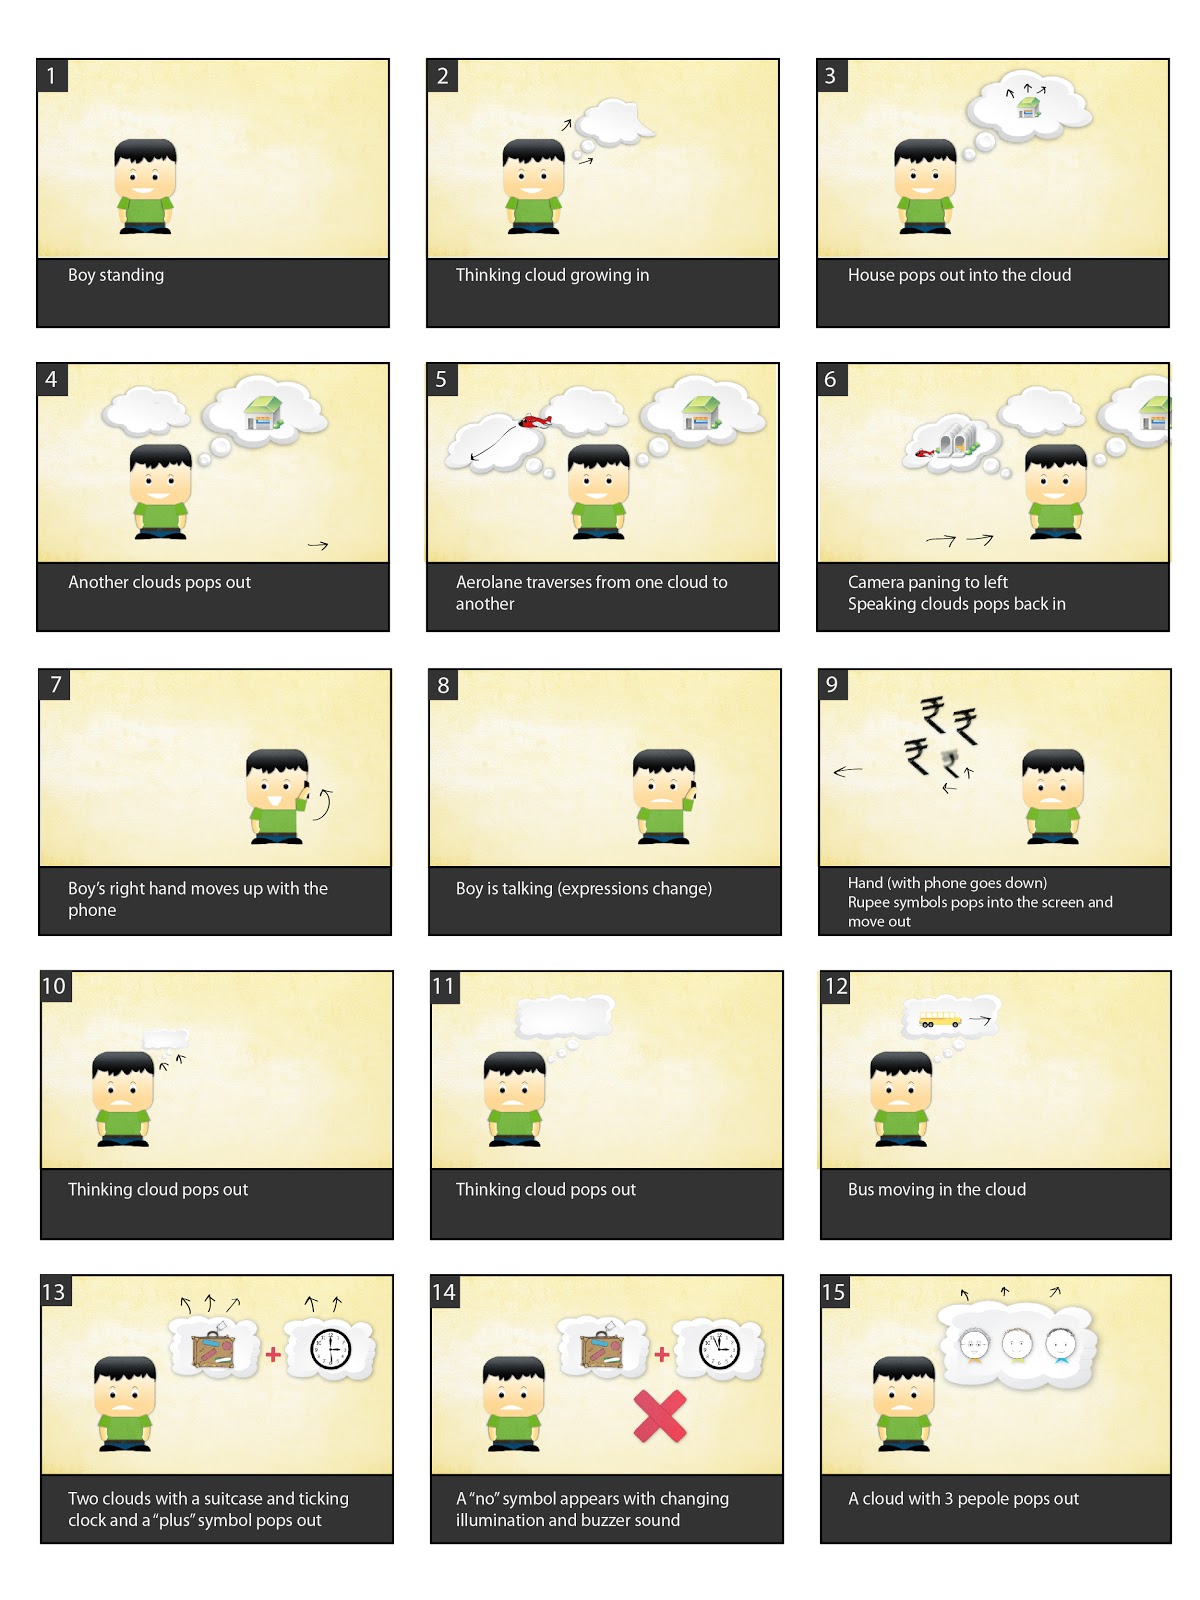 1
Boy standing
2
Thinking cloud growing in
3
House pops out into the cloud
4
Another clouds pops out
5
Aerolane traverses from one cloud to
another
6
Camera paning to left
Speaking clouds pops back in
7
Boy’s right hand moves up with the
phone
8
Boy is talking (expressions change)
9
₹ ₹
₹ ₹
Hand (with phone goes down)
Rupee symbols pops into the screen and
move out
10
Thinking cloud pops out
11
Thinking cloud pops out
12
Bus moving in the cloud
13
+
Two clouds with a suitcase and ticking
clock and a “plus” symbol pops out
14
+
A “no” symbol appears with changing
illumination and buzzer sound
15
A cloud with 3 pepole pops out